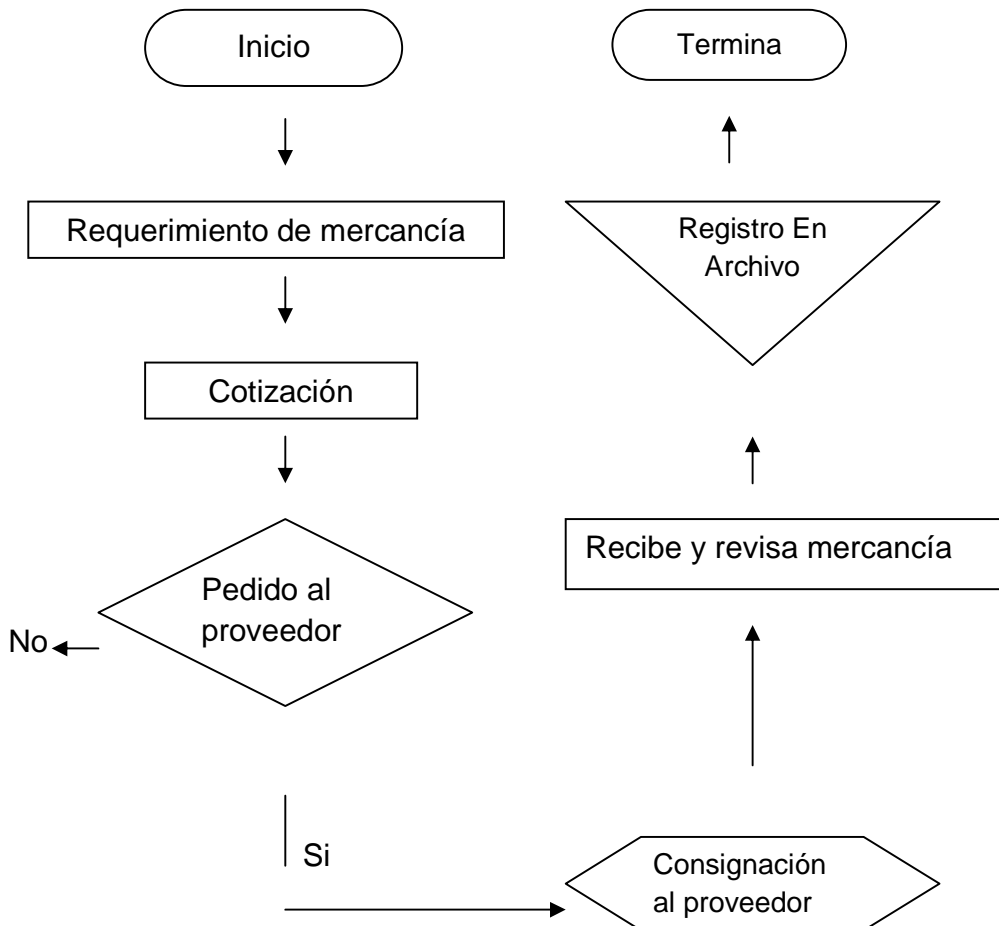 Inicio
Requerimiento de mercancía
Cotización
Pedido al
proveedor
No
Si
Consignación
al proveedor
Recibe y revisa mercancía
Registro En
Archivo
Termina